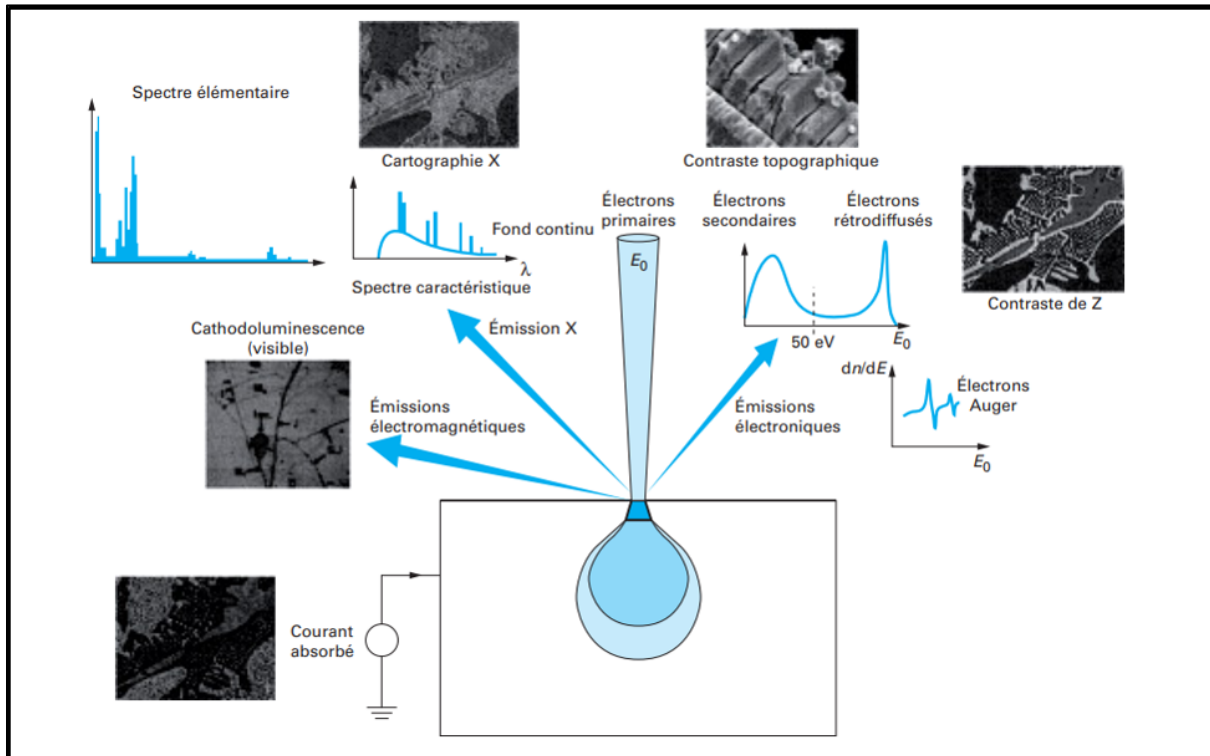 Spectre élémentaire
Cartographie X
Fond continu
λ
Spectre caractéristique
Émission X
Cathodoluminescence
(visible)
Émissions
électromagnétiques
Contraste topographique
Électrons
primaires
E0
Électrons
secondaires
Électrons
rétrodiffusés
50 eV
E0
Contraste de Z
dn/dE
Électrons
Auger
E0
Émissions
électroniques
Courant
absorbé